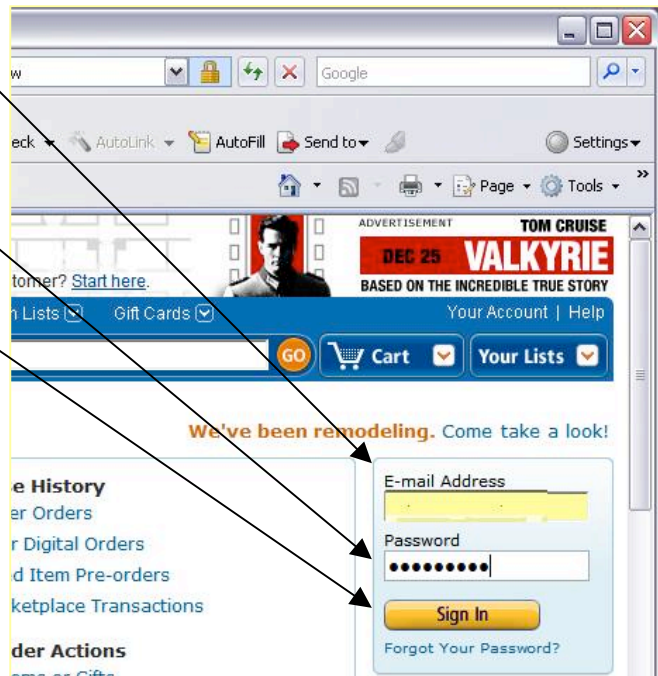 w
Google
eck AutoLink AutoFill Send to Settings
Page Tools »
ADVERTISEMENT TOM CRUISE
DEC 25 VALKYRIE
BASED ON THE INCREDIBLE TRUE STORY
tomer? Start here.
n Lists Gift Cards Your Account | Help
GO Cart Your Lists
We've been remodeling. Come take a look!
e History
er Orders
r Digital Orders
d Item Pre-orders
ketplace Transactions
der Actions
E-mail Address
Password
•••••••••
Sign In
Forgot Your Password?